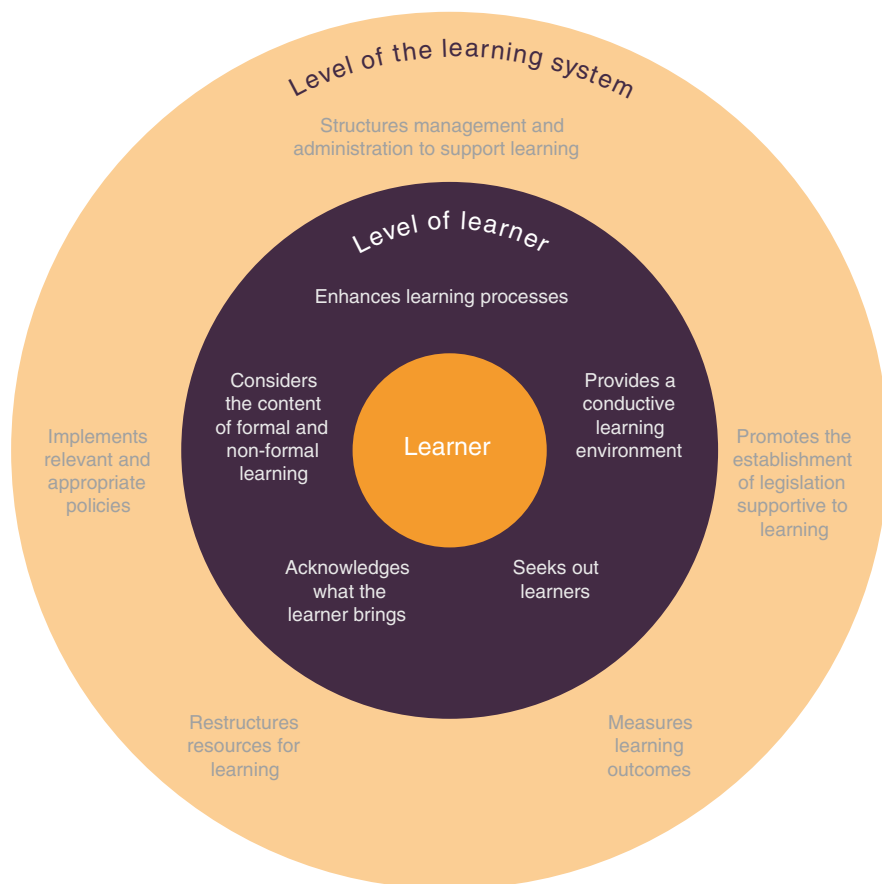 Level of the learning system
Structures management and
administration to support learning
Level of learner
Enhances learning processes
Considers
the content
of formal and
non-formal
learning
Provides a
conductive
learning
environment
Learner
Implements
relevant and
appropriate
policies
Promotes the
establishment
of legislation
supportive to
learning
Acknowledges
what the
learner brings
Seeks out
learners
Restructures
resources for
learning
Measures
learning
outcomes